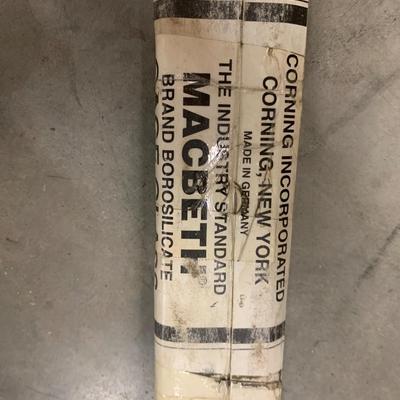 CORNING INCORPORATED
CORNING, NEW YORK
MADE IN GERMANY
THE INDUSTRY STANDARD
MACBETH®
BRAND BOROSILICATE